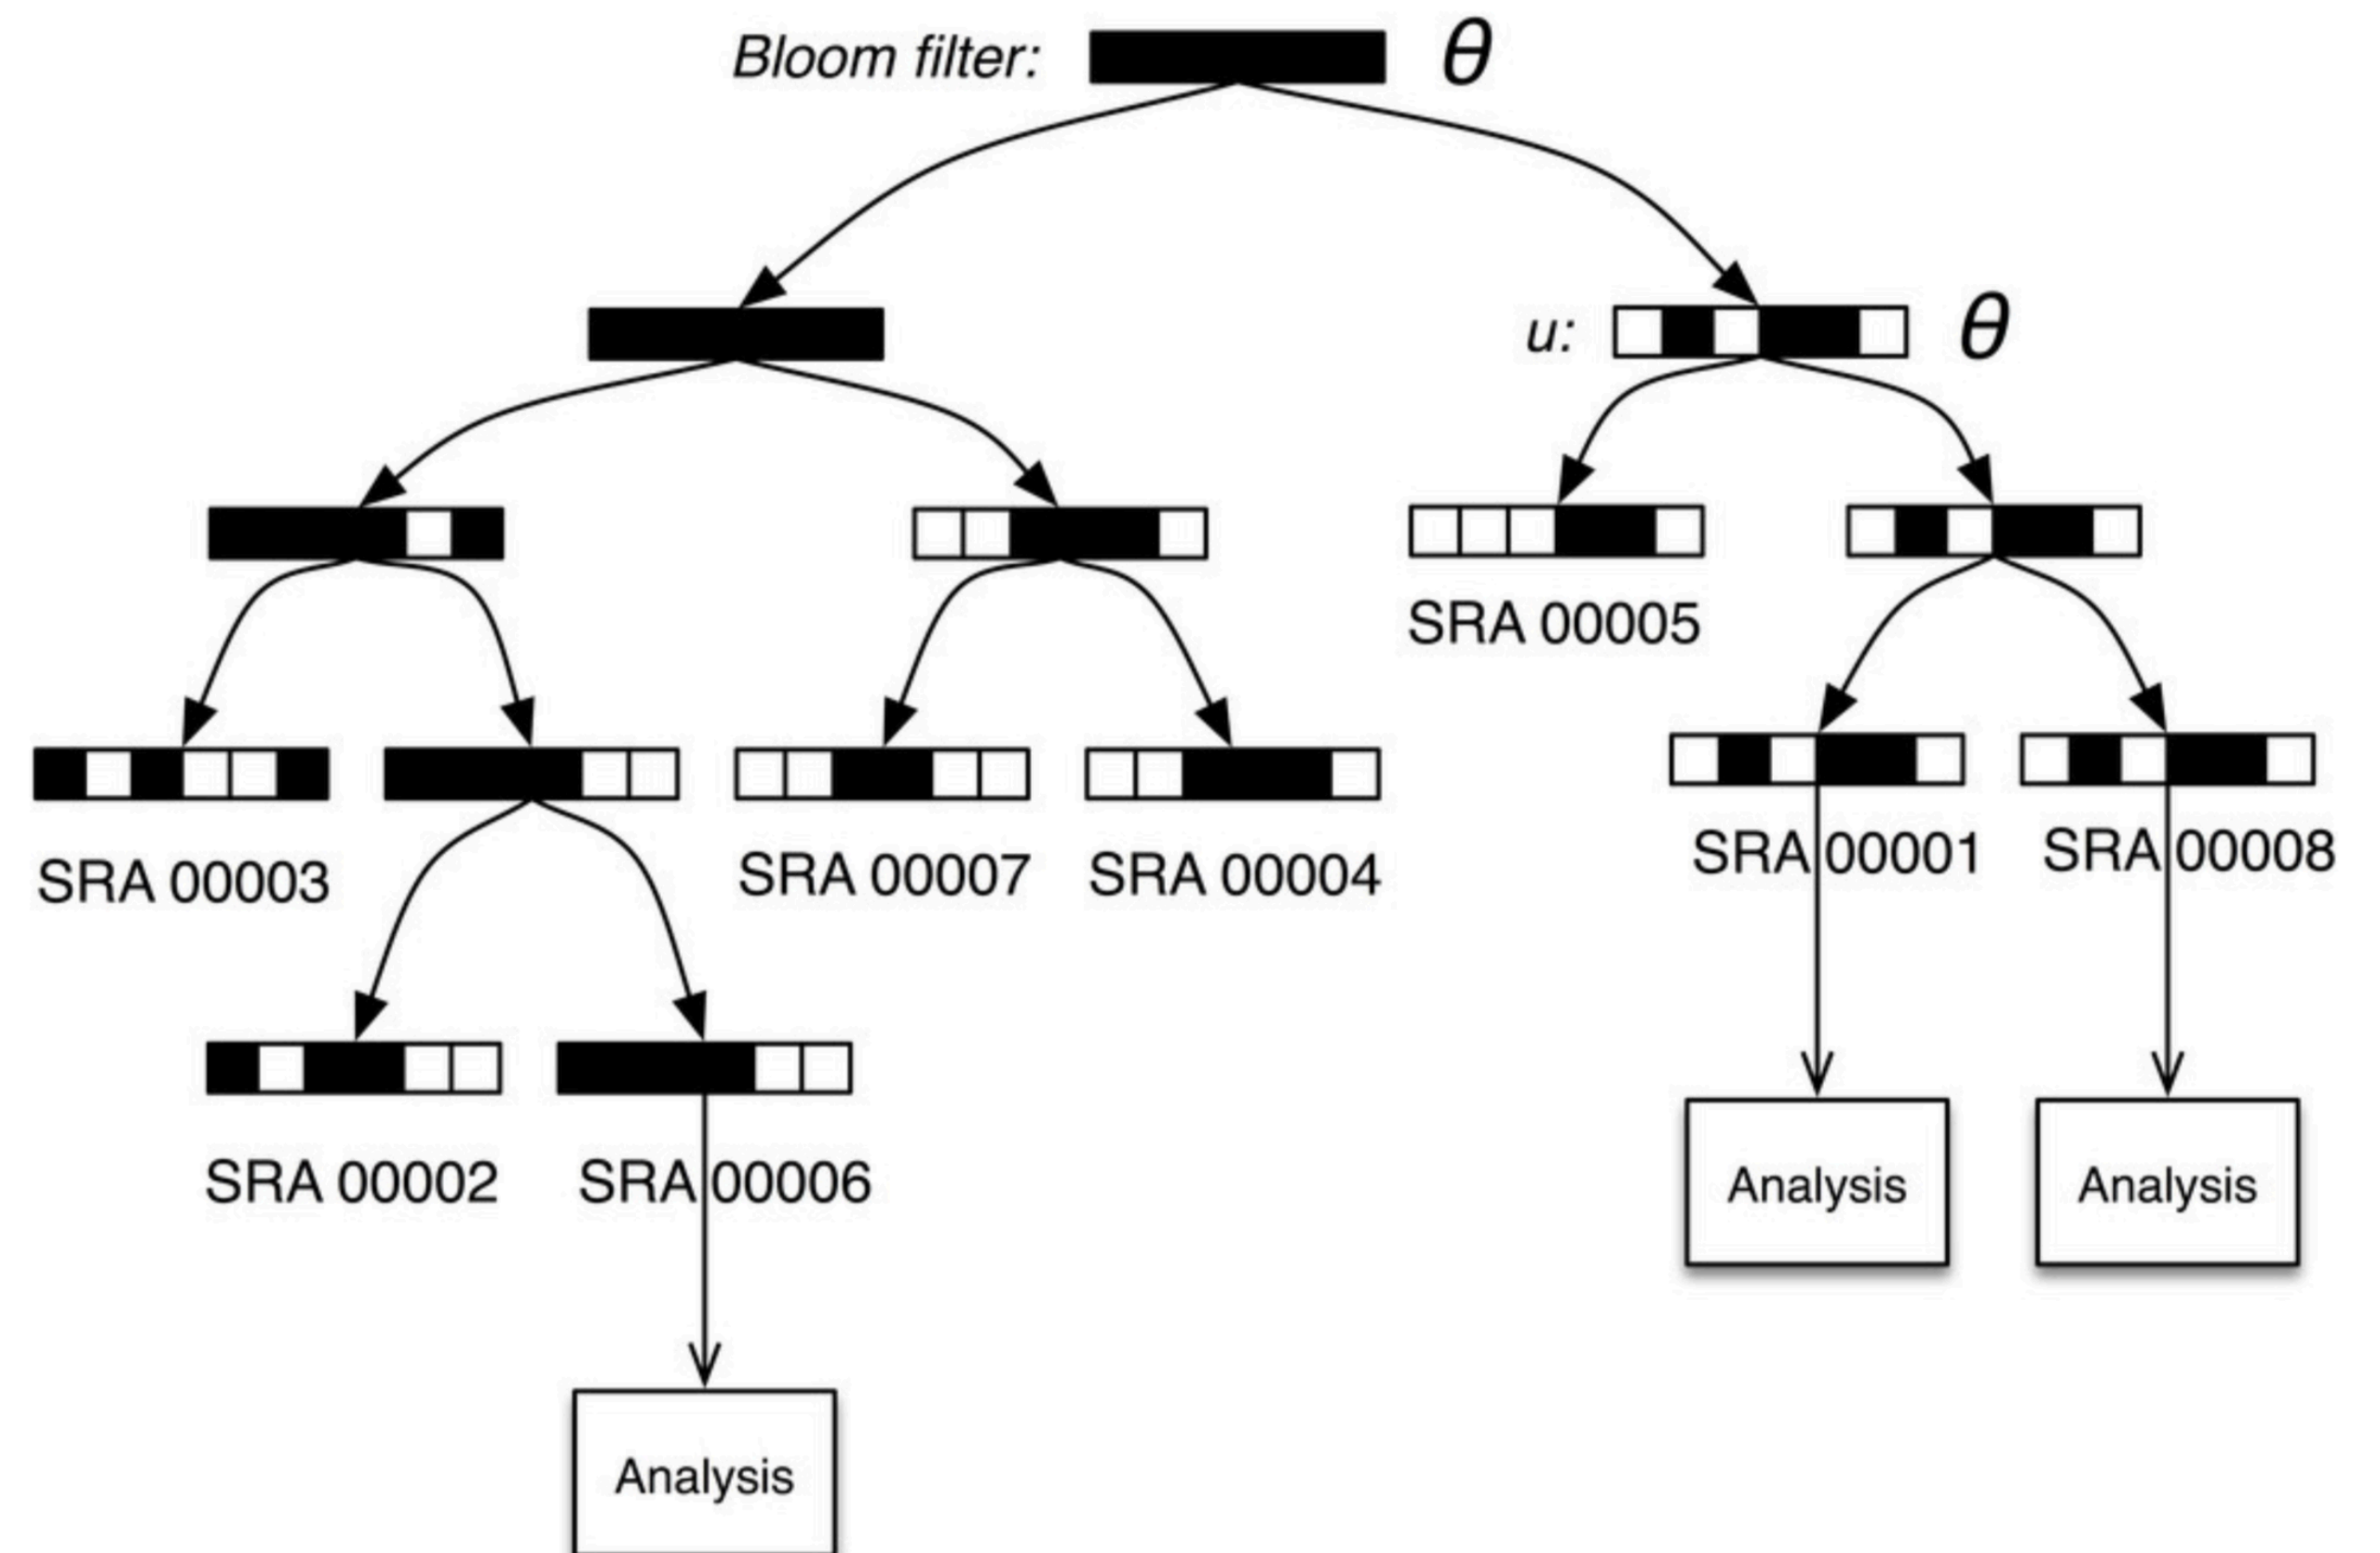 Bloom filter: θ
u: θ
SRA 00005
SRA 00001 SRA 00008
SRA 00003 SRA 00007 SRA 00004
SRA 00002 SRA 00006
Analysis Analysis
Analysis